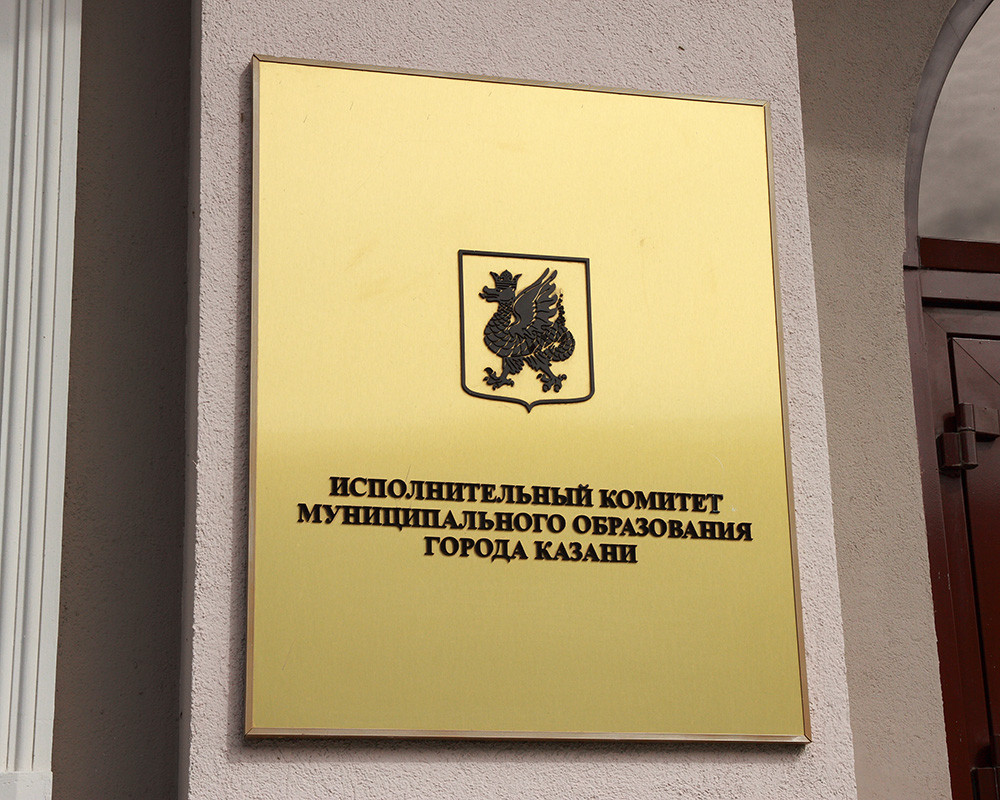 ИСПОЛНИТЕЛЬНЫЙ КОМИТЕТ
МУНИЦИПАЛЬНОГО ОБРАЗОВАНИЯ
ГОРОДА КАЗАНИ